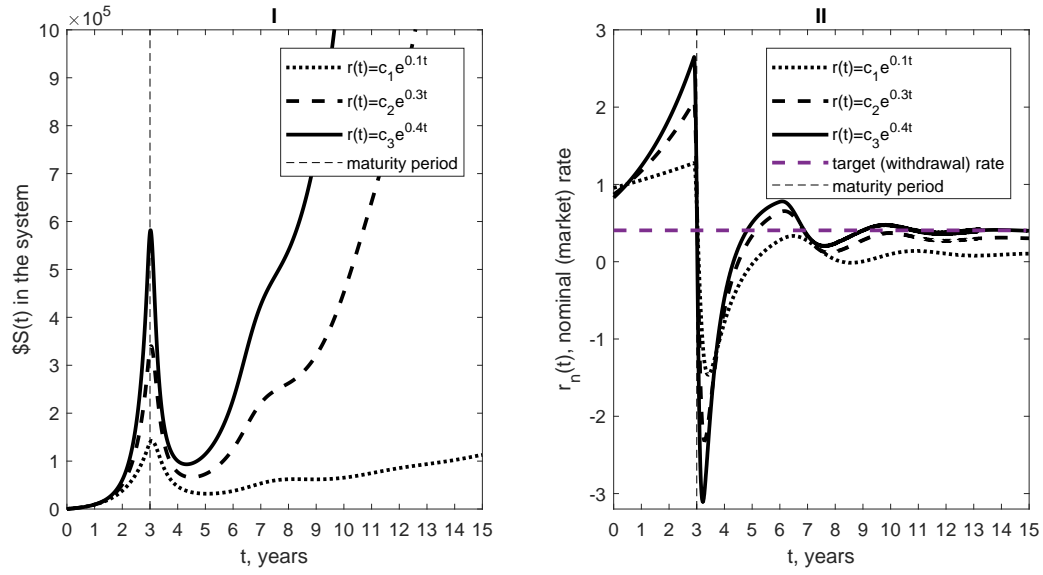 I
×10^5
10
9
8
7
6
5
4
3
2
1
0
$S(t) in the system
r(t)=c_1e^{0.1t}
r(t)=c_2e^{0.3t}
r(t)=c_3e^{0.4t}
maturity period
0 1 2 3 4 5 6 7 8 9 10 11 12 13 14 15
t, years
II
3
2
1
0
-1
-2
-3
r_n(t), nominal (market) rate
r(t)=c_1e^{0.1t}
r(t)=c_2e^{0.3t}
r(t)=c_3e^{0.4t}
target (withdrawal) rate
maturity period
0 1 2 3 4 5 6 7 8 9 10 11 12 13 14 15
t, years